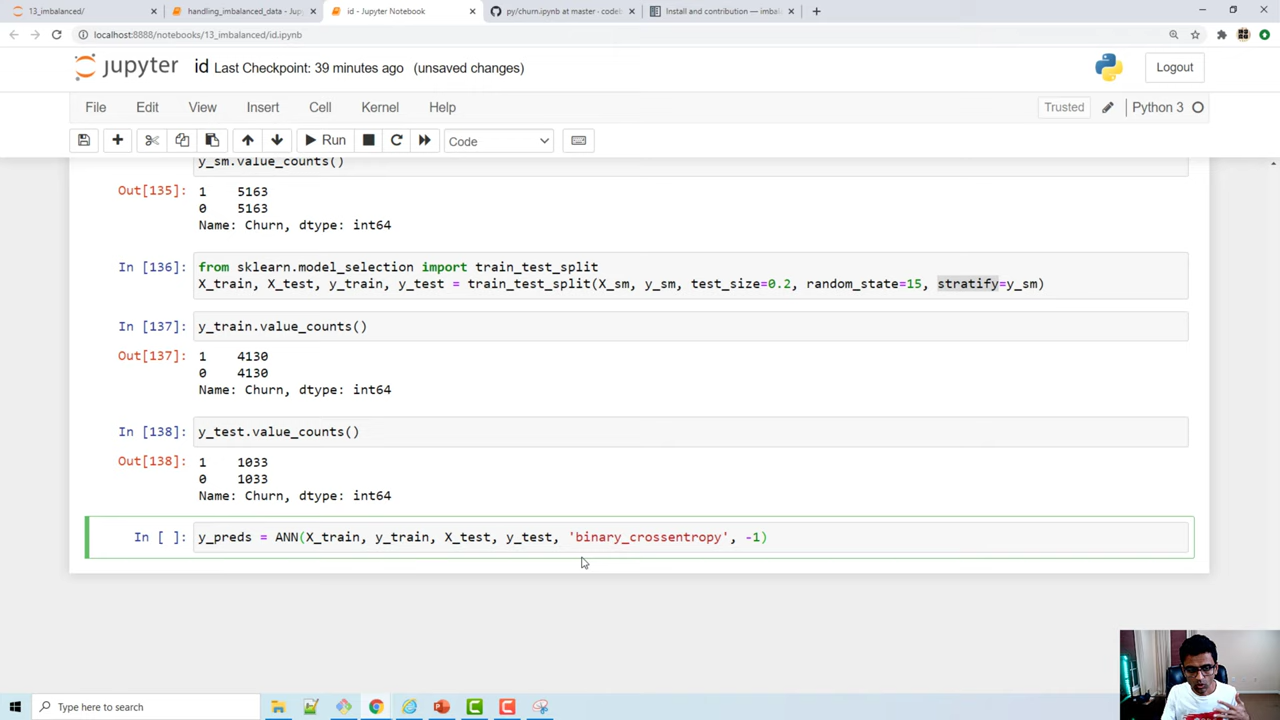 13_imbalanced/
handling_imbalanced_data - Jup
id - Jupyter Notebook
py/churn.ipynb at master · codeb
Install and contribution — imbal
localhost:8888/notebooks/13_imbalanced/id.ipynb
jupyter id Last Checkpoint: 39 minutes ago (unsaved changes)
Logout
File Edit View Insert Cell Kernel Help
Trusted
Python 3
Run
Code
y_sm.value_counts()
Out[135]: 1 5163
0 5163
Name: Churn, dtype: int64
In [136]: from sklearn.model_selection import train_test_split
X_train, X_test, y_train, y_test = train_test_split(X_sm, y_sm, test_size=0.2, random_state=15, stratify=y_sm)
In [137]: y_train.value_counts()
Out[137]: 1 4130
0 4130
Name: Churn, dtype: int64
In [138]: y_test.value_counts()
Out[138]: 1 1033
0 1033
Name: Churn, dtype: int64
In [ ]: y_preds = ANN(X_train, y_train, X_test, y_test, 'binary_crossentropy', -1)
Type here to search